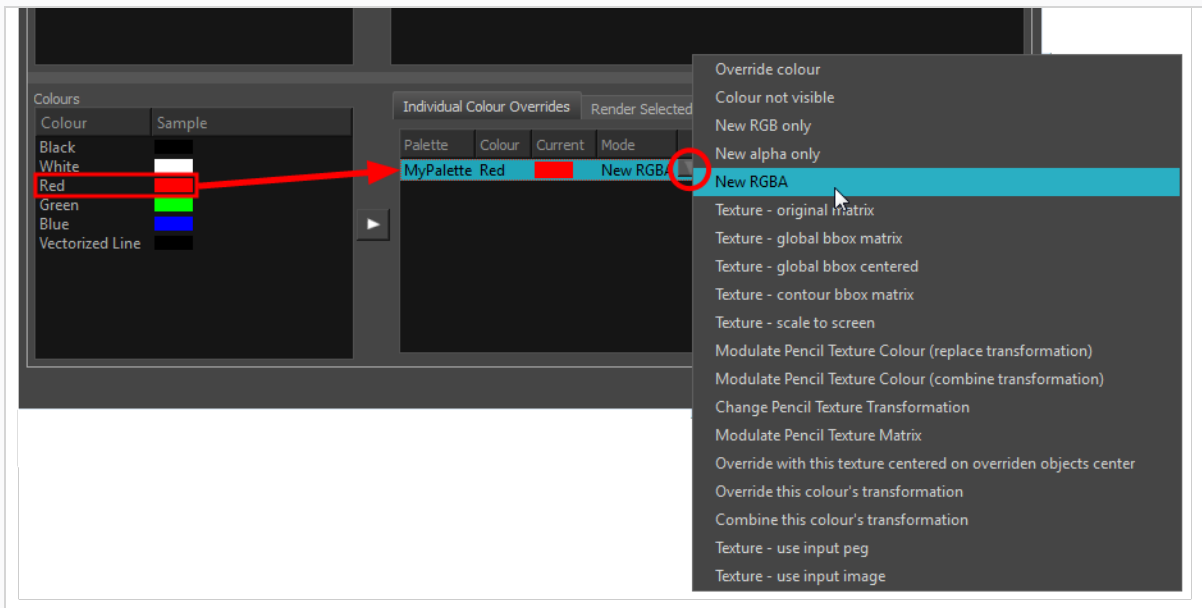 Colours
Colour Sample
Black
White
Red
Green
Blue
Vectorized Line
Individual Colour Overrides Render Selected
Palette Colour Current Mode
MyPalette Red New RGBA
Override colour
Colour not visible
New RGB only
New alpha only
New RGBA
Texture - original matrix
Texture - global bbox matrix
Texture - global bbox centered
Texture - contour bbox matrix
Texture - scale to screen
Modulate Pencil Texture Colour (replace transformation)
Modulate Pencil Texture Colour (combine transformation)
Change Pencil Texture Transformation
Modulate Pencil Texture Matrix
Override with this texture centered on overriden objects center
Override this colour's transformation
Combine this colour's transformation
Texture - use input peg
Texture - use input image